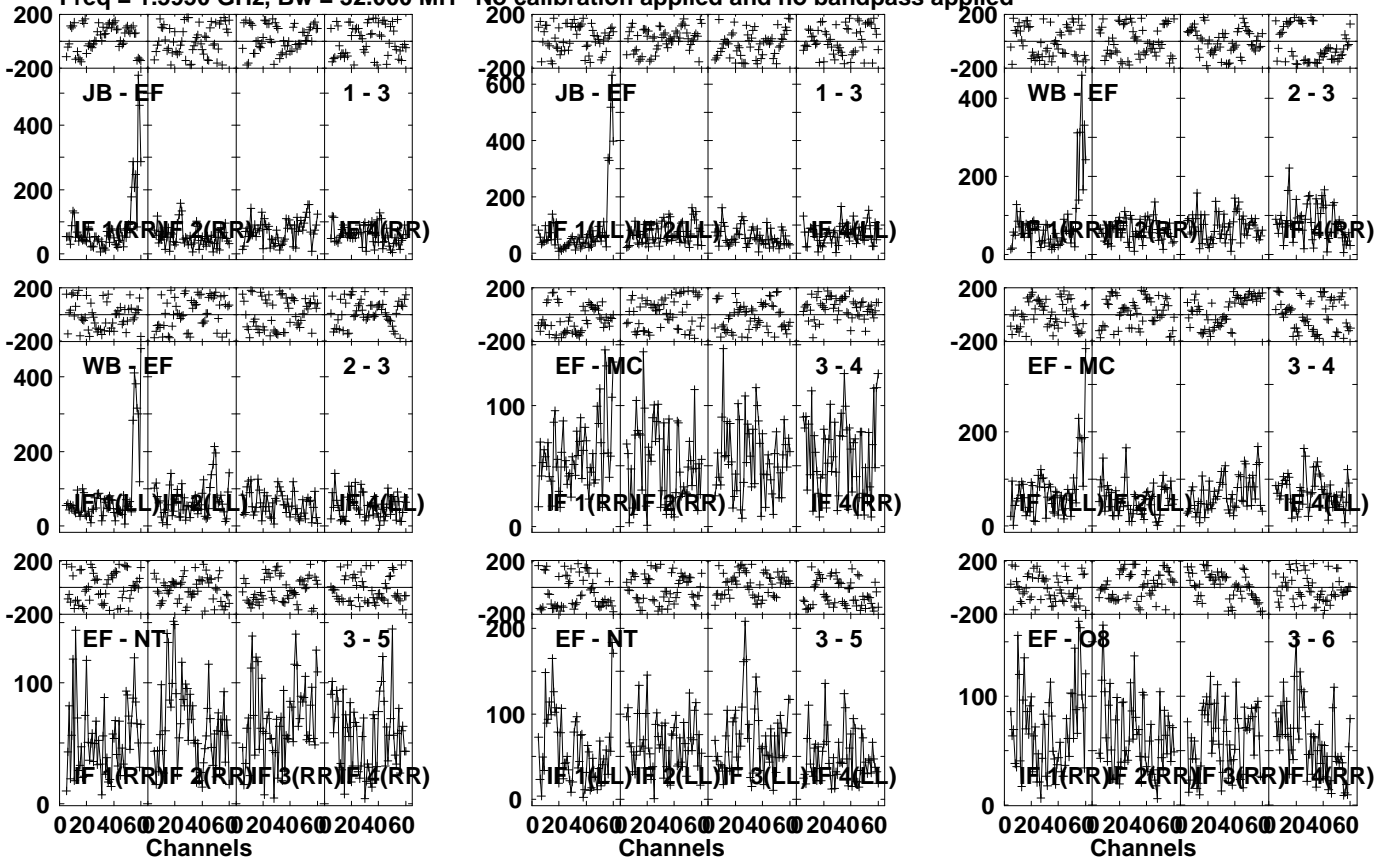 No calibration applied and no bandpass applied
200
-200
JB - EF 1 - 3
400
200
0
IF 1(RR) IF 2(RR) IF 4(RR)
200
-200
JB - EF 1 - 3
600
400
200
0
IF 1(LL) IF 2(LL) IF 4(LL)
200
-200
WB - EF 2 - 3
400
200
0
IF 1(RR) IF 2(RR) IF 4(RR)
200
-200
WB - EF 2 - 3
400
200
0
IF 1(LL) IF 2(LL) IF 4(LL)
200
-200
EF - MC 3 - 4
100
0
IF 1(RR) IF 2(RR) IF 4(RR)
200
-200
EF - MC 3 - 4
200
0
IF 1(LL) IF 2(LL) IF 4(LL)
200
-200
EF - NT 3 - 5
100
0
IF 1(RR) IF 2(RR) IF 3(RR) IF 4(RR)
0 20 40 60 0 20 40 60 0 20 40 60 0 20 40 60
Channels
200
-200
EF - NT 3 - 5
200
100
0
IF 1(LL) IF 2(LL) IF 3(LL) IF 4(LL)
0 20 40 60 0 20 40 60 0 20 40 60 0 20 40 60
Channels
200
-200
EF - O8 3 - 6
100
0
IF 1(RR) IF 2(RR) IF 3(RR) IF 4(RR)
0 20 40 60 0 20 40 60 0 20 40 60 0 20 40 60
Channels